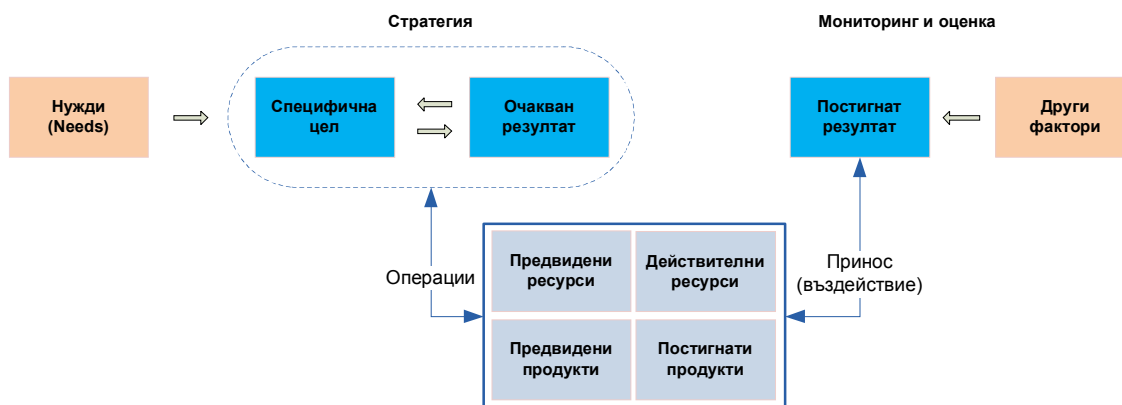 Стратегия
Мониторинг и оценка
Нужди
(Needs)
Специфична
цел
Очакван
резултат
Постигнат
резултат
Други
фактори
Операции
Предвидени
ресурси
Действителни
ресурси
Предвидени
продукти
Постигнати
продукти
Принос
(въздействие)